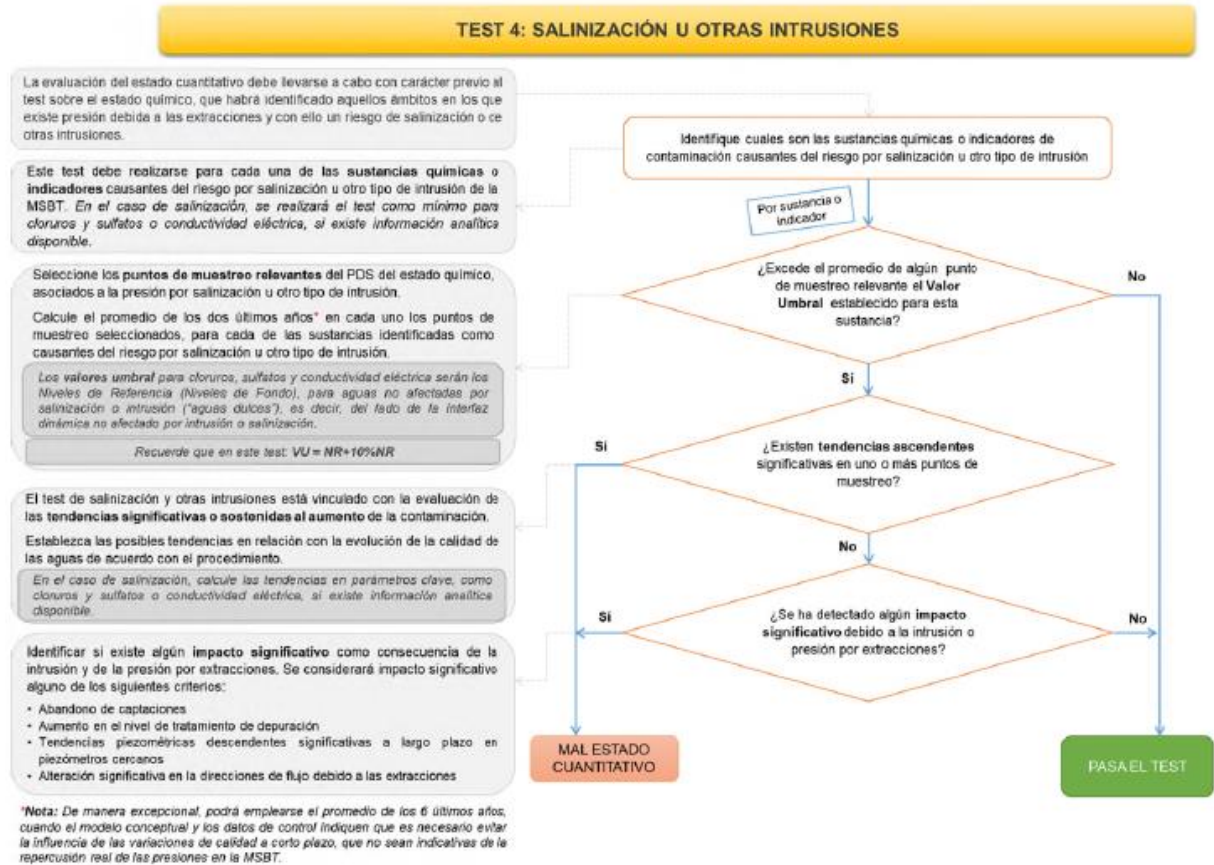 TEST 4: SALINIZACIÓN U OTRAS INTRUSIONES
La evaluación del estado cuantitativo debe llevarse a cabo con carácter previo al
test sobre el estado químico, que habrá identificado aquellos ámbitos en los que
existe presión debida a las extracciones y con ello un riesgo de salinización o ce
otras intrusiones.
Este test debe realizarse para cada una de las sustancias químicas o
indicadores causantes del riesgo por salinización u otro tipo de intrusión de la
MSBT. En el caso de salinización, se realizará el test como mínimo para
cloruros y sulfatos o conductividad eléctrica, si existe información analítica
disponible.
Seleccione los puntos de muestreo relevantes del PDS del estado químico,
asociados a la presión por salinización u otro tipo de intrusión.
Calcule el promedio de los dos últimos años* en cada uno los puntos de
muestreo seleccionados, para cada de las sustancias identificadas como
causantes del riesgo por salinización u otro tipo de intrusión.
Los valores umbral para cloruros, sulfatos y conductividad eléctrica serán los
Niveles de Referencia (Niveles de Fondo), para aguas no afectadas por
salinización o intrusión ("aguas dulces"), es decir, del lado de la interfaz
dinámica no afectado por intrusión o salinización.
Recuerde que en este test: VU = NR+10%NR
El test de salinización y otras intrusiones está vinculado con la evaluación de
las tendencias significativas o sostenidas al aumento de la contaminación.
Establezca las posibles tendencias en relación con la evolución de la calidad de
las aguas de acuerdo con el procedimiento.
En el caso de salinización, calcule las tendencias en parámetros clave, como
cloruros y sulfatos o conductividad eléctrica, si existe información analítica
disponible.
Identificar si existe algún impacto significativo como consecuencia de la
intrusión y de la presión por extracciones. Se considerará impacto significativo
alguno de los siguientes criterios:
• Abandono de captaciones
• Aumento en el nivel de tratamiento de depuración
• Tendencias piezométricas descendentes significativas a largo plazo en
piezómetros cercanos
• Alteración significativa en la direcciones de flujo debido a las extracciones
*Nota: De manera excepcional, podrá emplearse el promedio de los 6 últimos años,
cuando el modelo conceptual y los datos de control indiquen que es necesario evitar
la influencia de las variaciones de calidad a corto plazo, que no sean indicativas de la
repercusión real de las presiones en la MSBT.
Identifique cuales son las sustancias químicas o indicadores de
contaminación causantes del riesgo por salinización u otro tipo de intrusión
Por sustancia o
indicador
¿Excede el promedio de algún punto
de muestreo relevante el Valor
Umbral establecido para esta
sustancia?
No
Sí
¿Existen tendencias ascendentes
significativas en uno o más puntos de
muestreo?
Sí
No
¿Se ha detectado algún impacto
significativo debido a la intrusión o
presión por extracciones?
Sí
No
MAL ESTADO
CUANTITATIVO
PASA EL TEST